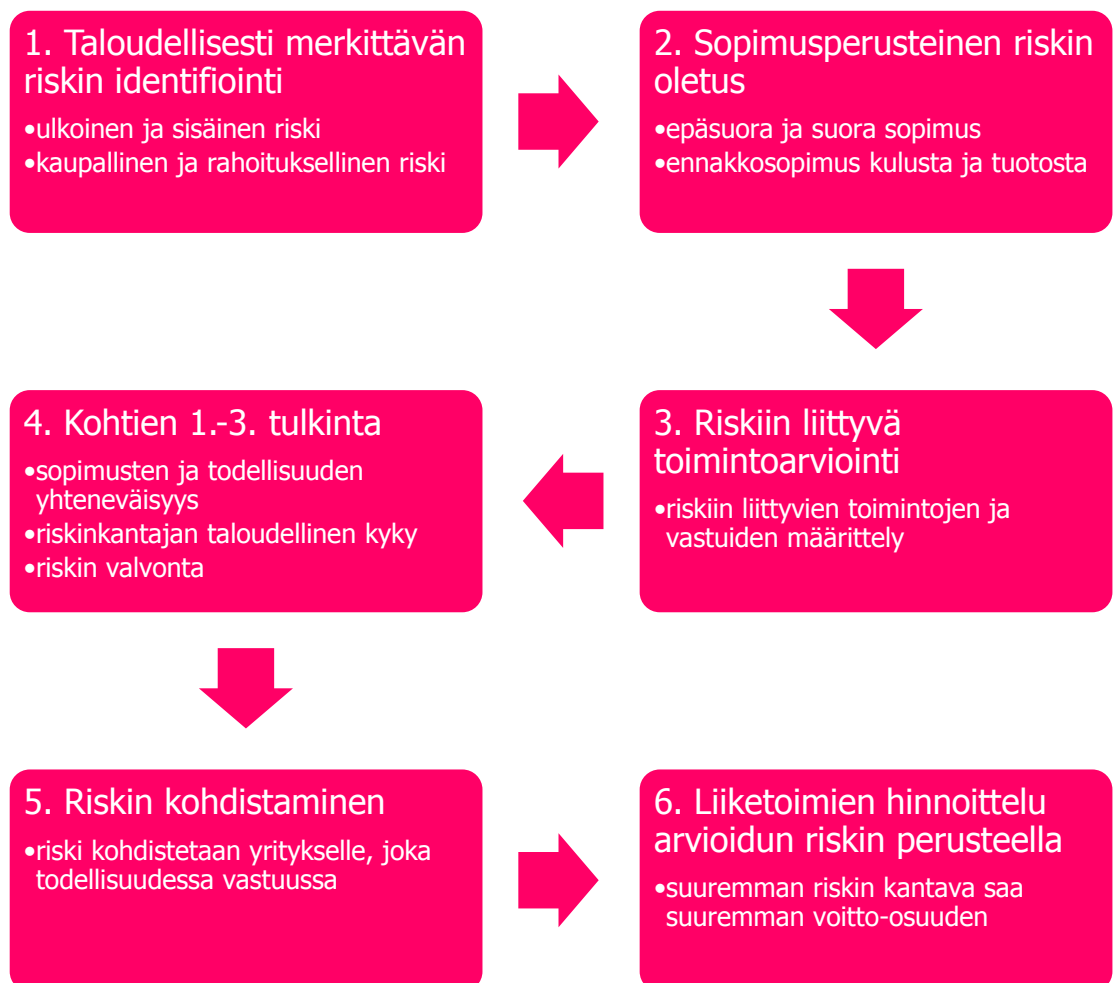 1. Taloudellisesti merkittävän
riskin identifiointi
•ulkoinen ja sisäinen riski
•kaupallinen ja rahoituksellinen riski
2. Sopimusperusteinen riskin
oletus
•epäsuora ja suora sopimus
•ennakkosopimus kulusta ja tuotosta
3. Riskiin liittyvä
toimintoarviointi
•riskiin liittyvien toimintojen ja
vastuiden määrittely
4. Kohtien 1.-3. tulkinta
•sopimusten ja todellisuuden
yhteneväisyys
•riskinkantajan taloudellinen kyky
•riskin valvonta
5. Riskin kohdistaminen
•riski kohdistetaan yritykselle, joka
todellisuudessa vastuussa
6. Liiketoimien hinnoittelu
arvioidun riskin perusteella
•suuremman riskin kantava saa
suuremman voitto-osuuden